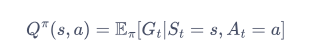 Q^π(s, a) = 𝔼_π[G_t|S_t = s, A_t = a]